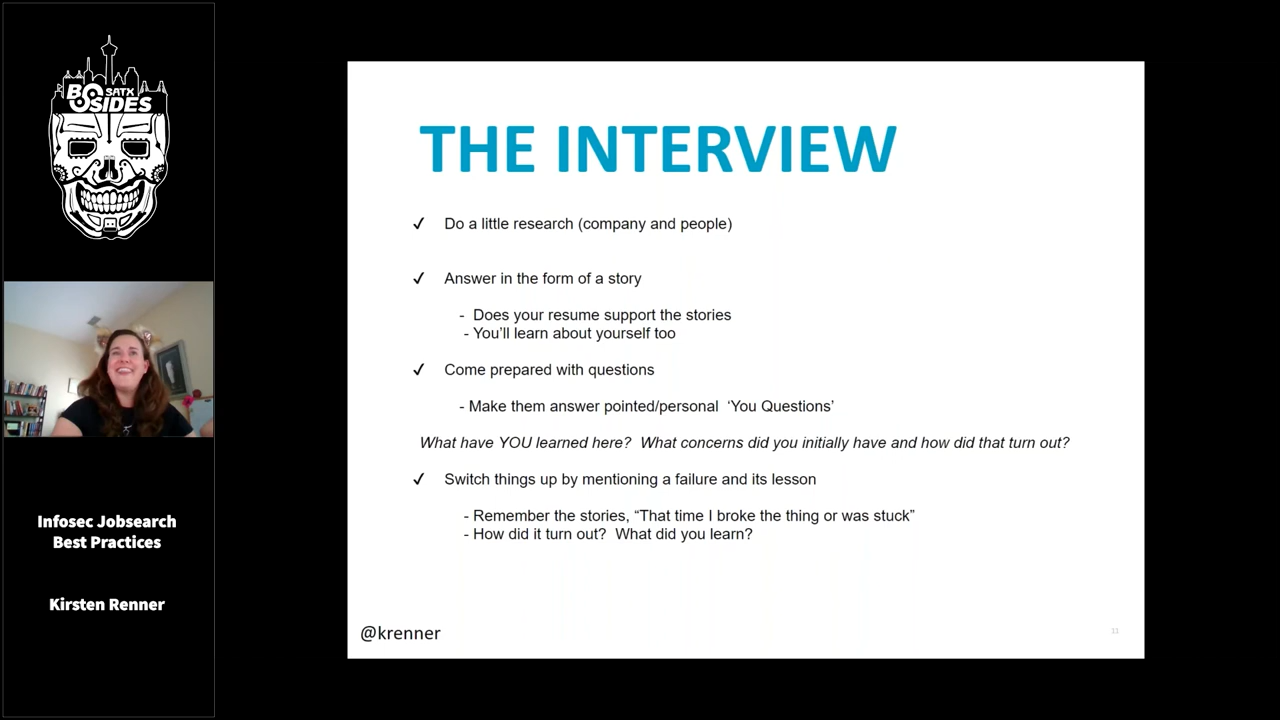 BSIDES
SATX
THE INTERVIEW
✓ Do a little research (company and people)
✓ Answer in the form of a story
- Does your resume support the stories
- You’ll learn about yourself too
✓ Come prepared with questions
- Make them answer pointed/personal ‘You Questions’
What have YOU learned here? What concerns did you initially have and how did that turn out?
✓ Switch things up by mentioning a failure and its lesson
- Remember the stories, “That time I broke the thing or was stuck”
- How did it turn out? What did you learn?
@krenner
11
Infosec Jobsearch
Best Practices
Kirsten Renner